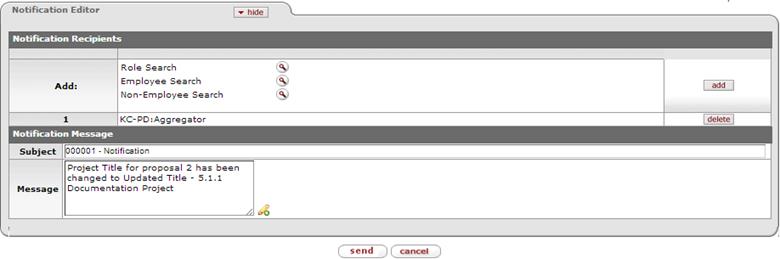 Notification Editor
hide
Notification Recipients
Add:
Role Search
Employee Search
Non-Employee Search
add
1 KC-PD:Aggregator delete
Notification Message
Subject 000001 - Notification
Message
Project Title for proposal 2 has been
changed to Updated Title - 5.1.1
Documentation Project
send cancel